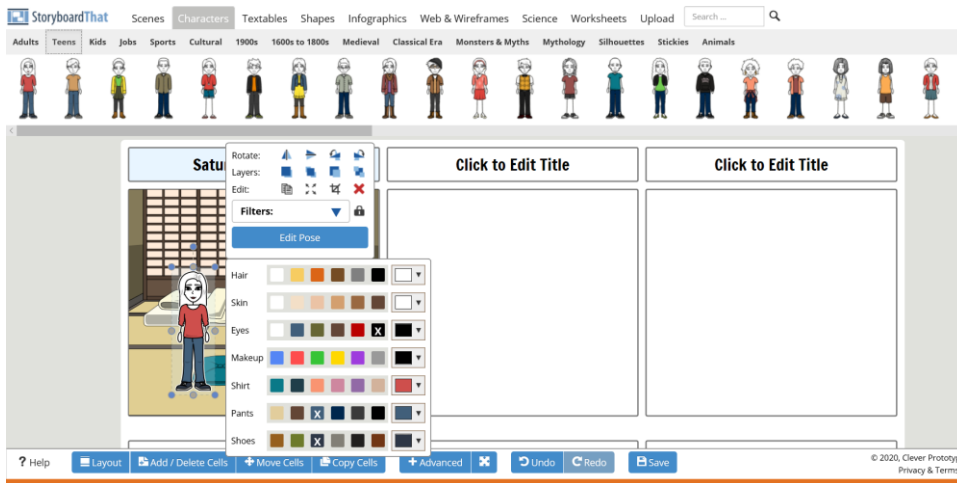 StoryboardThat Scenes Characters Textables Shapes Infographics Web & Wireframes Science Worksheets Upload Search ...
Adults Teens Kids Jobs Sports Cultural 1900s 1600s to 1800s Medieval Classical Era Monsters & Myths Mythology Silhouettes Stickies Animals
Satu
Click to Edit Title
Click to Edit Title
Rotate:
Layers:
Edit:
Filters:
Edit Pose
Hair
Skin
Eyes X
Makeup
Shirt
Pants X
Shoes X
? Help Layout Add / Delete Cells Move Cells Copy Cells + Advanced Undo Redo Save
© 2020, Clever Prototyp
Privacy & Terms